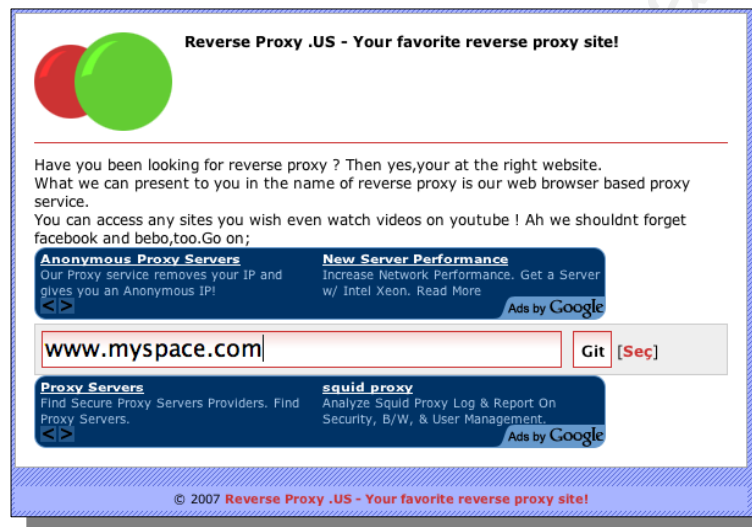 Reverse Proxy .US - Your favorite reverse proxy site!
Have you been looking for reverse proxy ? Then yes,your at the right website.
What we can present to you in the name of reverse proxy is our web browser based proxy
service.
You can access any sites you wish even watch videos on youtube ! Ah we shouldnt forget
facebook and bebo,too.Go on;
Anonymous Proxy Servers
Our Proxy service removes your IP and
gives you an Anonymous IP!
New Server Performance
Increase Network Performance. Get a Server
w/ Intel Xeon. Read More
< >
Ads by Google
www.myspace.com
Git [Seç]
Proxy Servers
Find Secure Proxy Servers Providers. Find
Proxy Servers.
squid proxy
Analyze Squid Proxy Log & Report On
Security, B/W, & User Management.
< >
Ads by Google
© 2007 Reverse Proxy .US - Your favorite reverse proxy site!